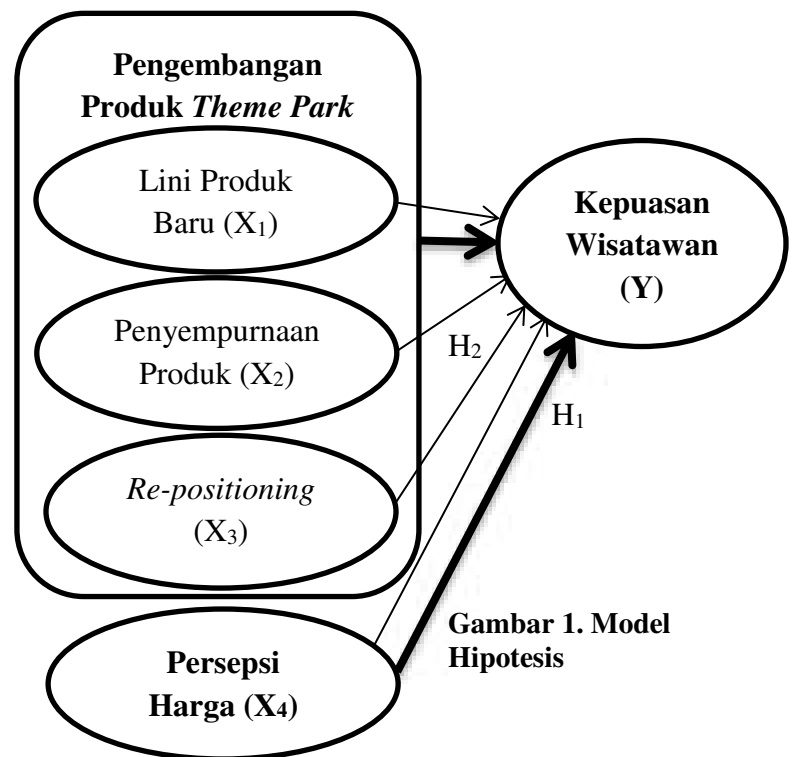 Pengembangan
Produk Theme Park
Lini Produk
Baru (X₁)
Kepuasan
Wisatawan
(Y)
Penyempurnaan
Produk (X₂)
H₂
H₁
Re-positioning
(X₃)
Gambar 1. Model
Hipotesis
Persepsi
Harga (X₄)